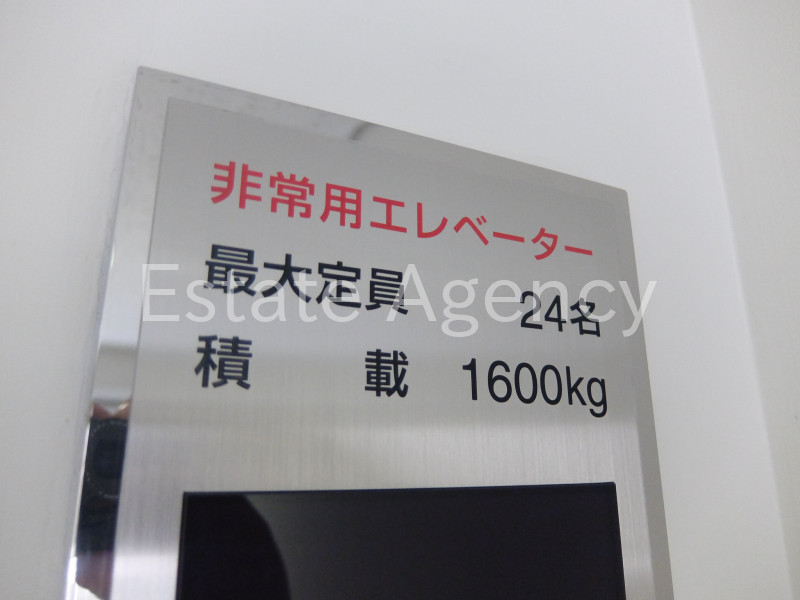 非常用エレベーター
最大定員 24名
Estate Agency
積載 1600kg